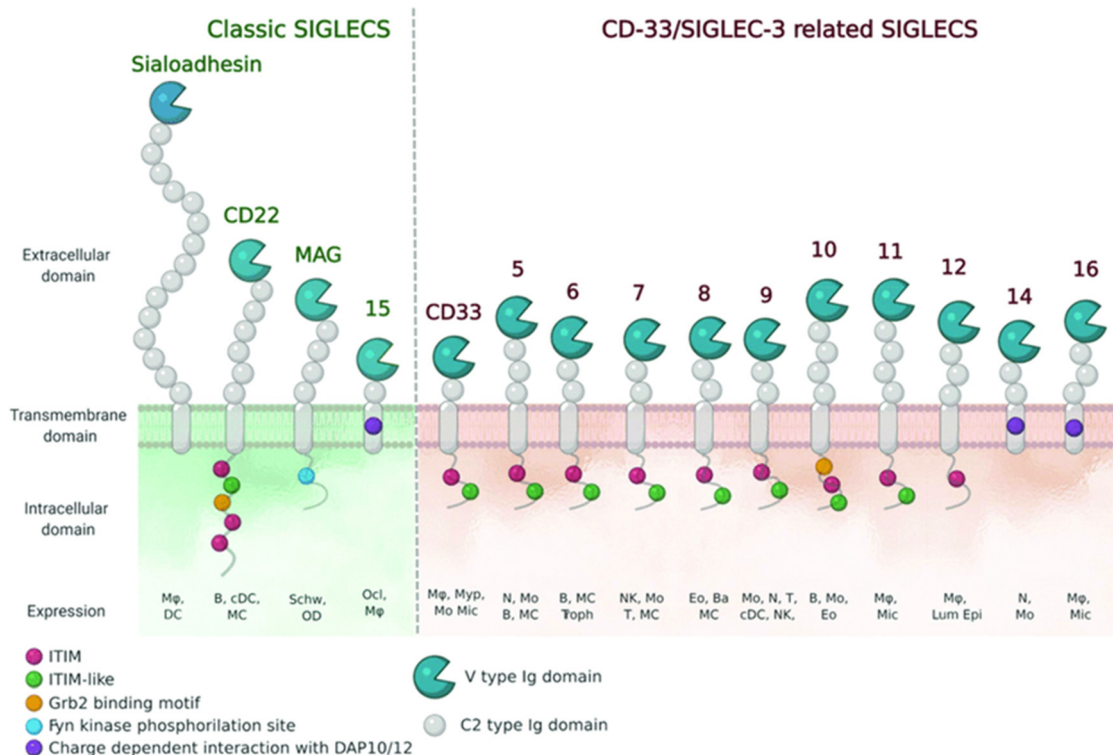 Classic SIGLECS
CD-33/SIGLEC-3 related SIGLECS
Sialoadhesin
CD22
MAG
15
CD33
5
6
7
8
9
10
11
12
14
16
Extracellular
domain
Transmembrane
domain
Intracellular
domain
Expression
Mφ,
DC
B, cDC,
MC
Schw,
OD
Ocl,
Mφ
Mφ, Myp,
Mo Mic
N, Mo
B, MC
B, MC
Troph
NK, Mo
T, MC
Eo, Ba
MC
Mo, N, T,
cDC, NK,
B, Mo,
Eo
Mφ,
Mic
Mφ,
Lum Epi
N,
Mo
Mφ,
Mic
ITIM
ITIM-like
Grb2 binding motif
Fyn kinase phosphorilation site
Charge dependent interaction with DAP10/12
V type Ig domain
C2 type Ig domain